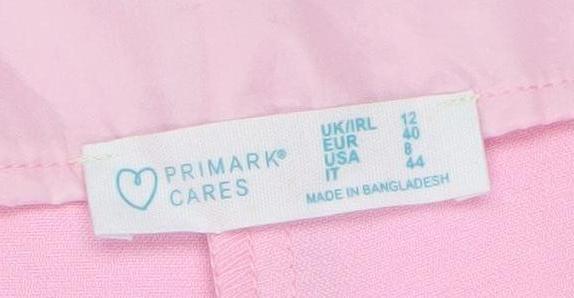 PRIMARK®
CARES
UK/IRL 12
EUR 40
USA 8
IT 44
MADE IN BANGLADESH